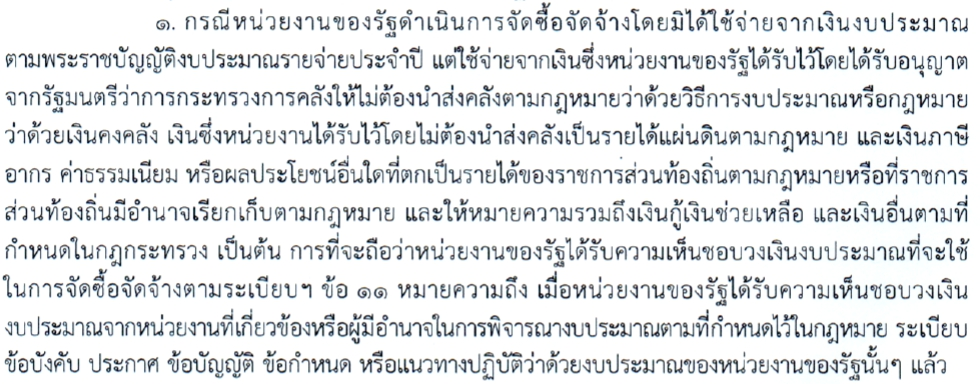 ๑. กรณีหน่วยงานของรัฐดำเนินการจัดซื้อจัดจ้างโดยมิได้ใช้จ่ายจากเงินงบประมาณ
ตามพระราชบัญญัติงบประมาณรายจ่ายประจำปี แต่ใช้จ่ายจากเงินซึ่งหน่วยงานของรัฐได้รับไว้โดยได้รับอนุญาต
จากรัฐมนตรีว่าการกระทรวงการคลังให้ไม่ต้องนำส่งคลังตามกฎหมายว่าด้วยวิธีการงบประมาณหรือกฎหมาย
ว่าด้วยเงินคงคลัง เงินซึ่งหน่วยงานได้รับไว้โดยไม่ต้องนำส่งคลังเป็นรายได้แผ่นดินตามกฎหมาย และเงินภาษี
อากร ค่าธรรมเนียม หรือผลประโยชน์อื่นใดที่ตกเป็นรายได้ของราชการส่วนท้องถิ่นตามกฎหมายหรือที่ราชการ
ส่วนท้องถิ่นมีอำนาจเรียกเก็บตามกฎหมาย และให้หมายความรวมถึงเงินกู้เงินช่วยเหลือ และเงินอื่นตามที่
กำหนดในกฎกระทรวง เป็นต้น การที่จะถือว่าหน่วยงานของรัฐได้รับความเห็นชอบวงเงินงบประมาณที่จะใช้
ในการจัดซื้อจัดจ้างตามระเบียบฯ ข้อ ๑๑ หมายความถึง เมื่อหน่วยงานของรัฐได้รับความเห็นชอบวงเงิน
งบประมาณจากหน่วยงานที่เกี่ยวข้องหรือผู้มีอำนาจในการพิจารณางบประมาณตามที่กำหนดไว้ในกฎหมาย ระเบียบ
ข้อบังคับ ประกาศ ข้อบัญญัติ ข้อกำหนด หรือแนวทางปฏิบัติว่าด้วยงบประมาณของหน่วยงานของรัฐนั้นๆ แล้ว